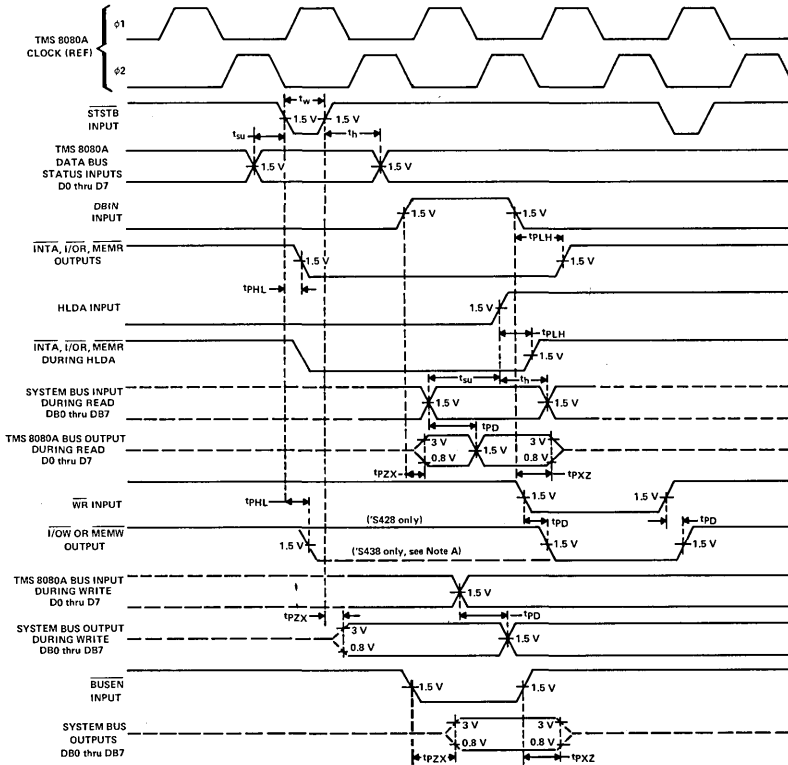 TMS 8080A
CLOCK (REF)
ϕ1
ϕ2
STSTB
INPUT
tw
1.5 V
1.5 V
tsu
th
TMS 8080A
DATA BUS
STATUS INPUTS
D0 thru D7
1.5 V
1.5 V
DBIN
INPUT
1.5 V
1.5 V
tPLH
INTA, I/OR, MEMR
OUTPUTS
1.5 V
1.5 V
tPHL
HLDA INPUT
1.5 V
tPLH
INTA, I/OR, MEMR
DURING HLDA
1.5 V
SYSTEM BUS INPUT
DURING READ
DB0 thru DB7
tsu
th
1.5 V
1.5 V
tPD
TMS 8080A BUS OUTPUT
DURING READ
D0 thru D7
3 V
0.8 V
1.5 V
3 V
0.8 V
tPZX
tPXZ
WR INPUT
1.5 V
1.5 V
tPHL
tPD
tPD
I/OW OR MEMW
OUTPUT
('S428 only)
1.5 V
('S438 only, see Note A)
1.5 V
1.5 V
TMS 8080A BUS INPUT
DURING WRITE
D0 thru D7
1.5 V
tPZX
tPD
SYSTEM BUS OUTPUT
DURING WRITE
DB0 thru DB7
3 V
0.8 V
1.5 V
BUSEN
INPUT
1.5 V
1.5 V
SYSTEM BUS
OUTPUTS
DB0 thru DB7
3 V
0.8 V
3 V
0.8 V
tPZX
tPXZ